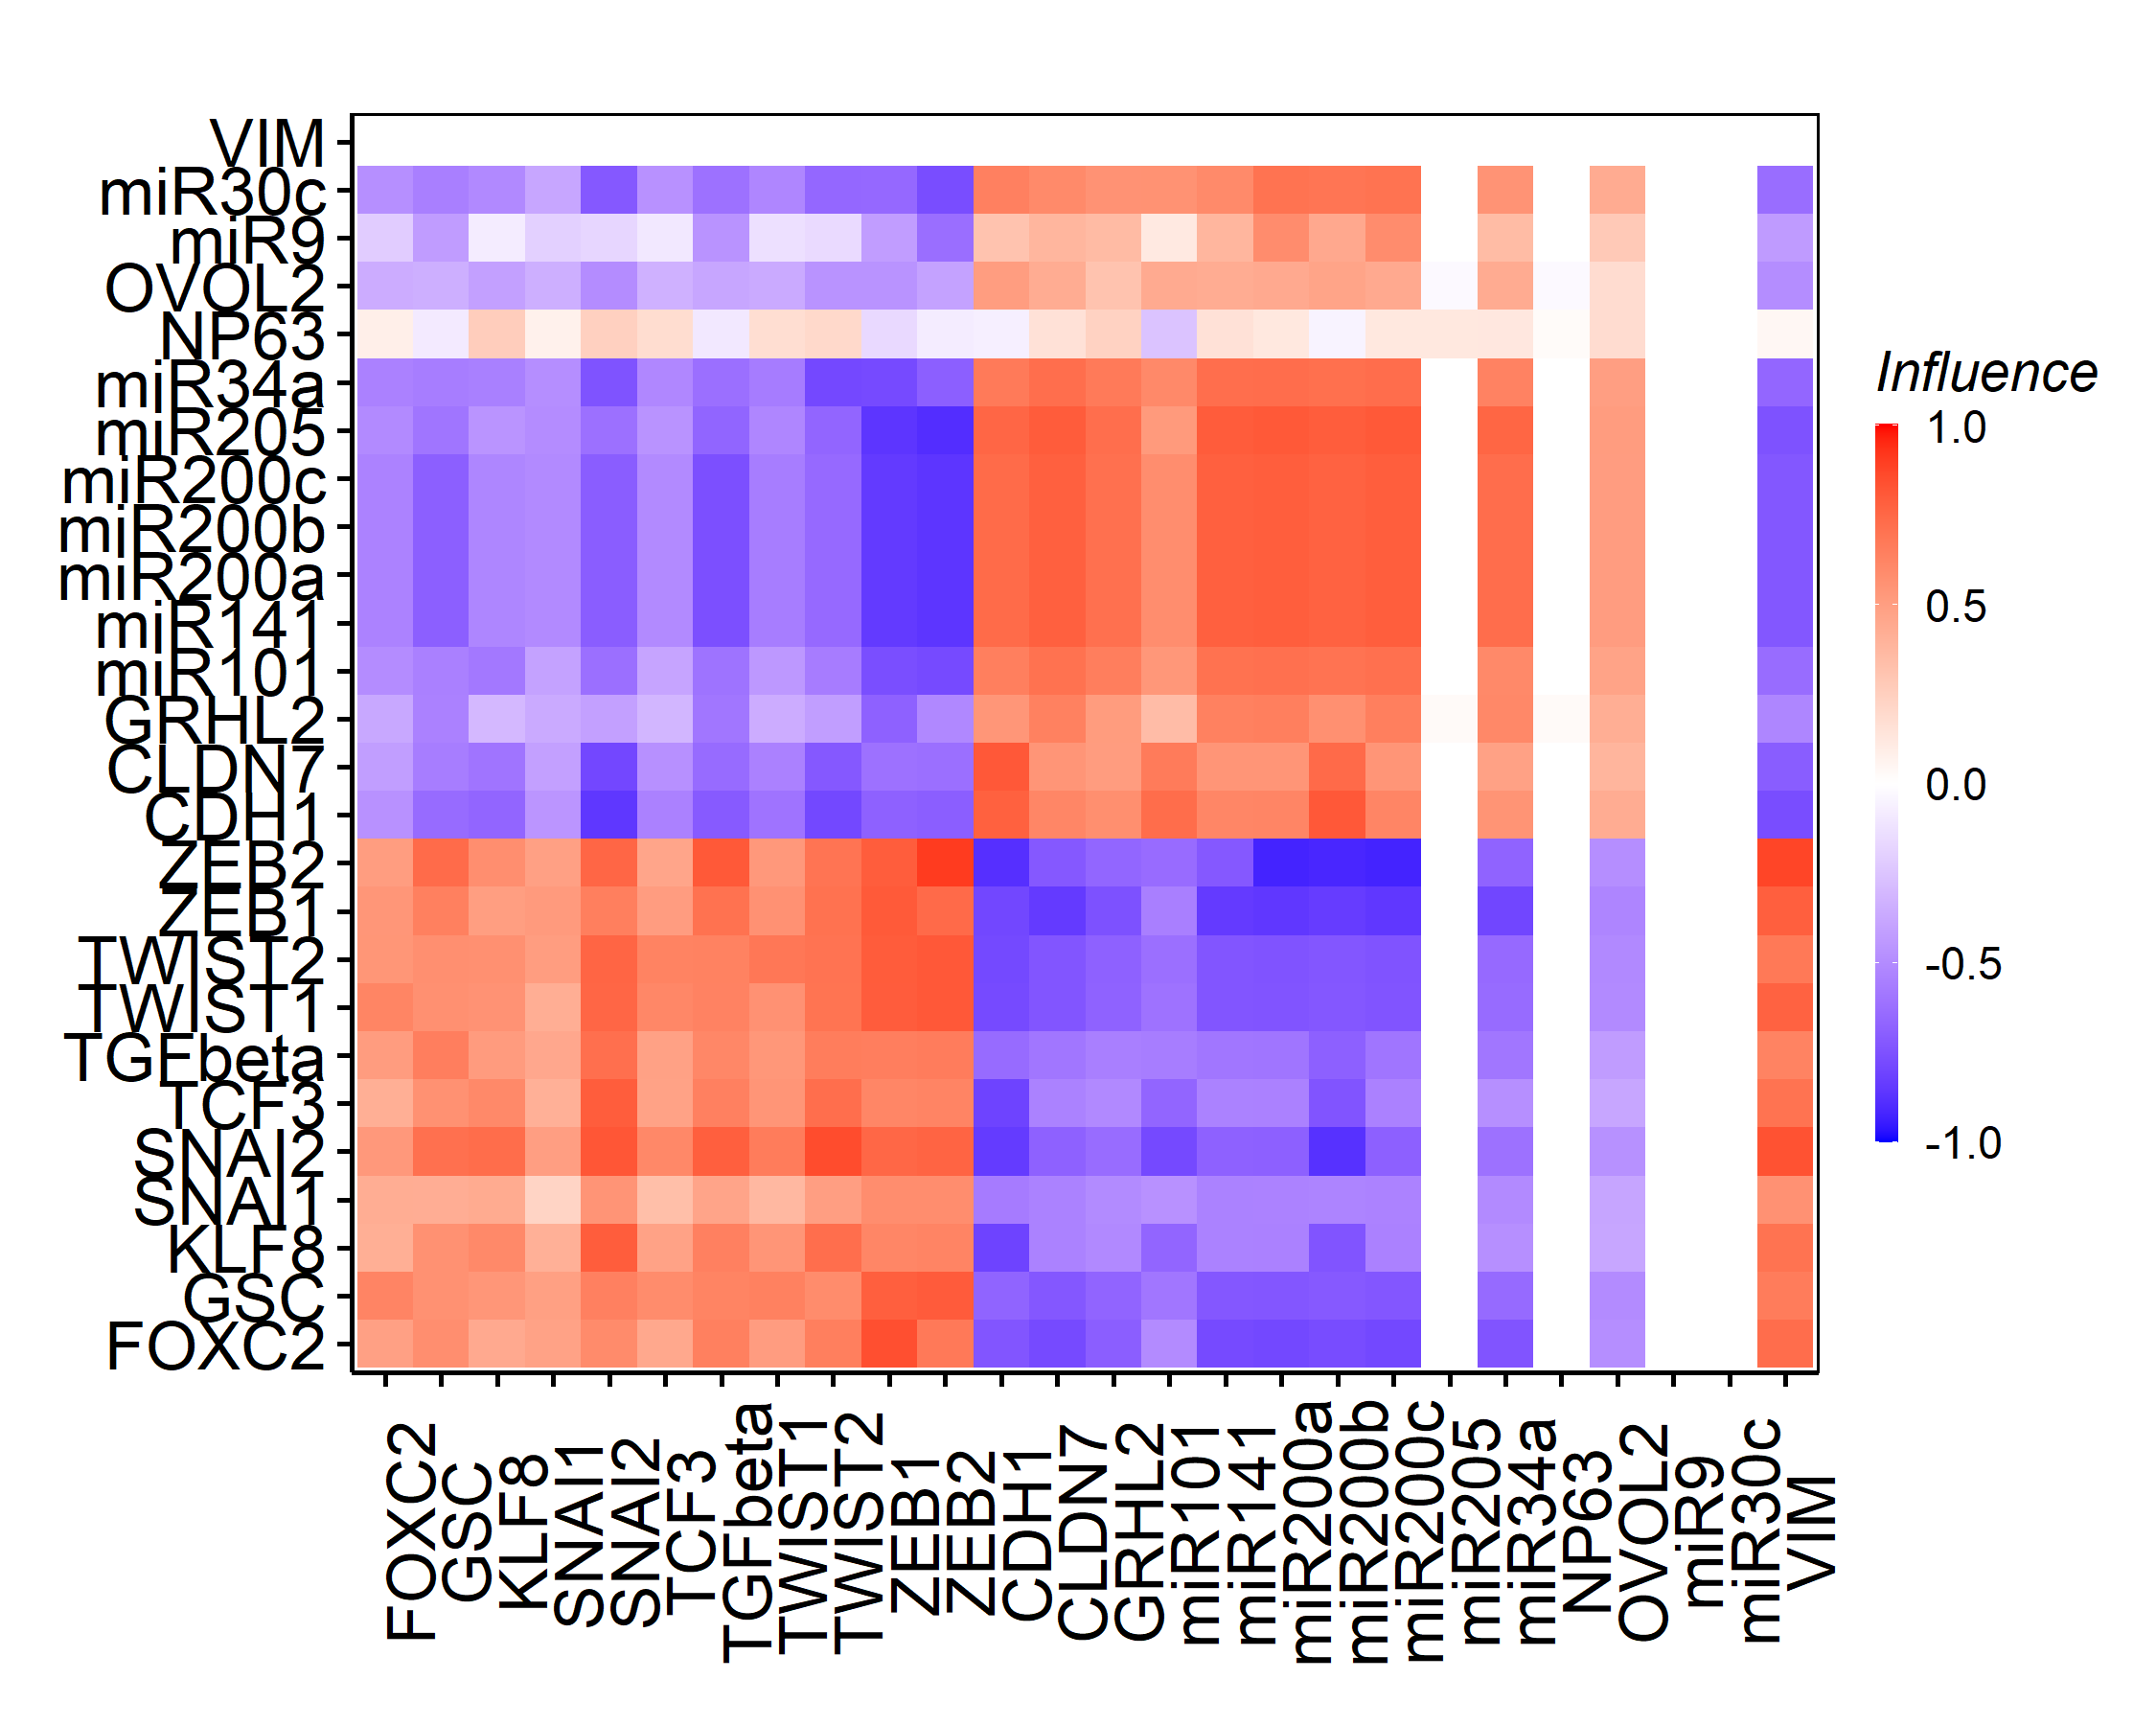 VIM
miR30c
miR9
OVOL2
NP63
miR34a
miR205
miR200c
miR200b
miR200a
miR141
miR101
GRHL2
CLDN7
CDH1
ZEB2
ZEB1
TWIST2
TWIST1
TGFbeta
TCF3
SNAI2
SNAI1
KLF8
GSC
FOXC2
Influence
1.0
0.5
0.0
-0.5
-1.0
FOXC2
GSC
KLF8
SNAI1
SNAI2
TCF3
TGFbeta
TWIST1
TWIST2
ZEB1
ZEB2
CDH1
CLDN7
GRHL2
miR101
miR141
miR200a
miR200b
miR200c
miR205
miR34a
NP63
OVOL2
miR9
miR30c
VIM